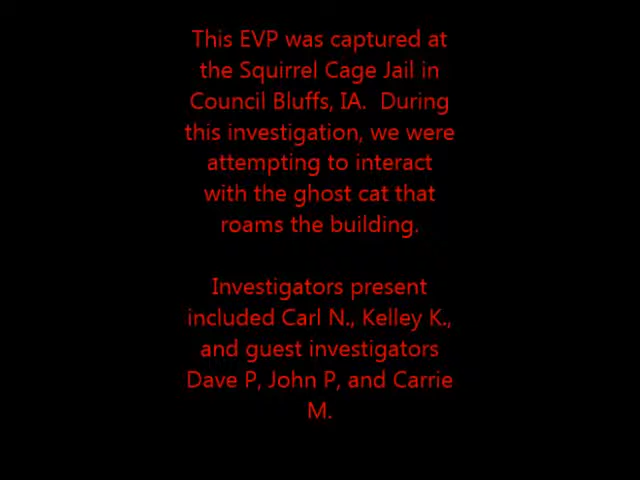 This EVP was captured at
the Squirrel Cage Jail in
Council Bluffs, IA.  During
this investigation, we were
attempting to interact
with the ghost cat that
roams the building.
Investigators present
included Carl N., Kelley K.,
and guest investigators
Dave P, John P, and Carrie
M.